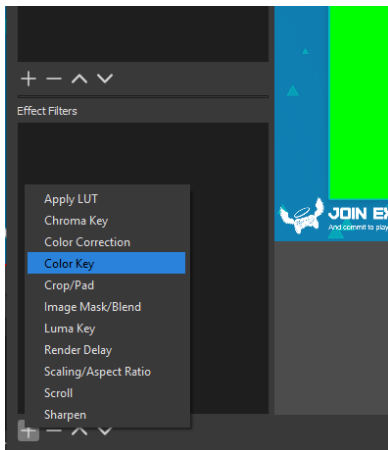 Effect Filters
Apply LUT
Chroma Key
Color Correction
Color Key
Crop/Pad
Image Mask/Blend
Luma Key
Render Delay
Scaling/Aspect Ratio
Scroll
Sharpen
JOIN EX
And commit to play